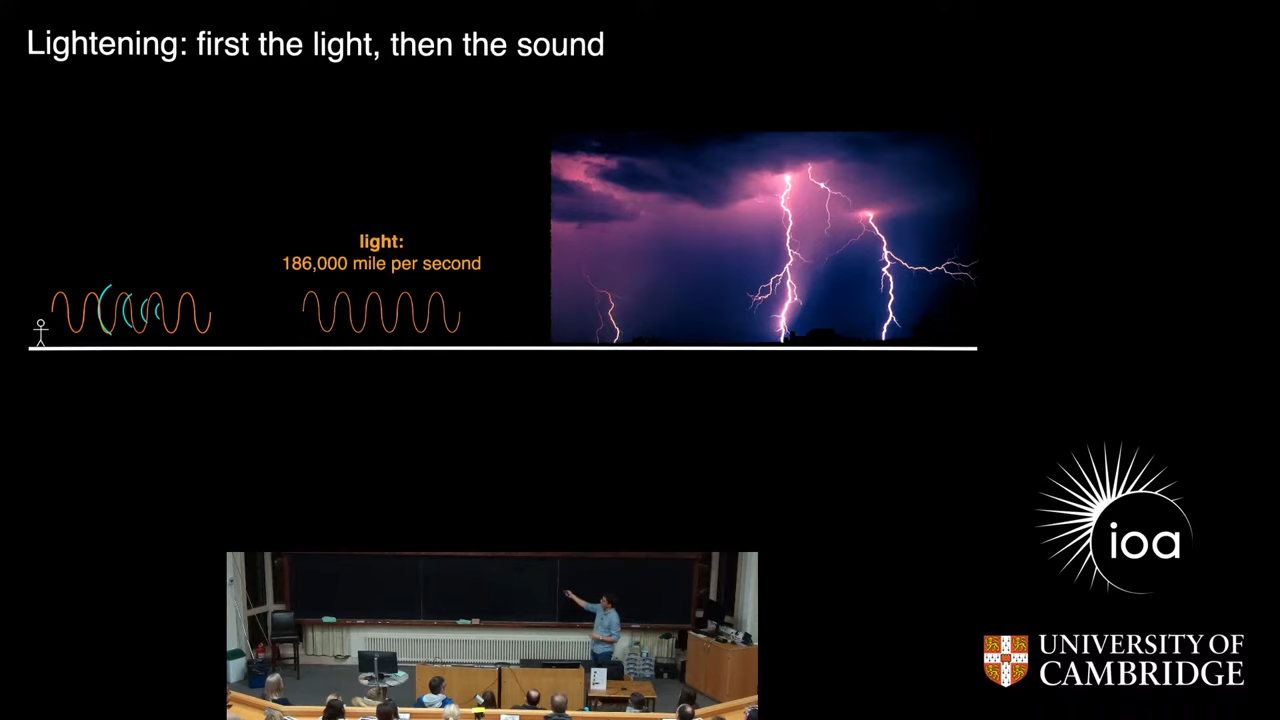 Lightening: first the light, then the sound
light:
186,000 mile per second
ioa
UNIVERSITY OF
CAMBRIDGE